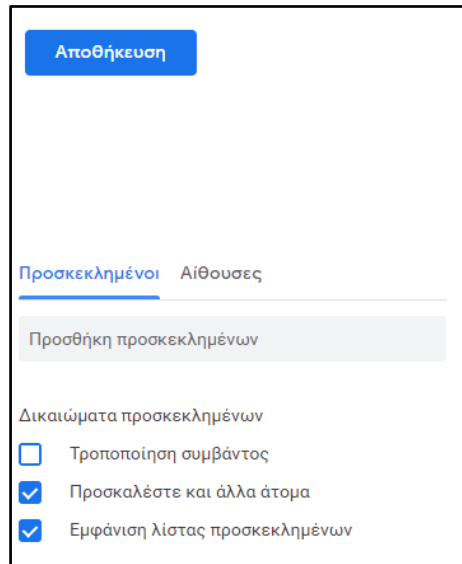 Αποθήκευση
Προσκεκλημένοι Αίθουσες
Προσθήκη προσκεκλημένων
Δικαιώματα προσκεκλημένων
Τροποποίηση συμβάντος
Προσκαλέστε και άλλα άτομα
Εμφάνιση λίστας προσκεκλημένων